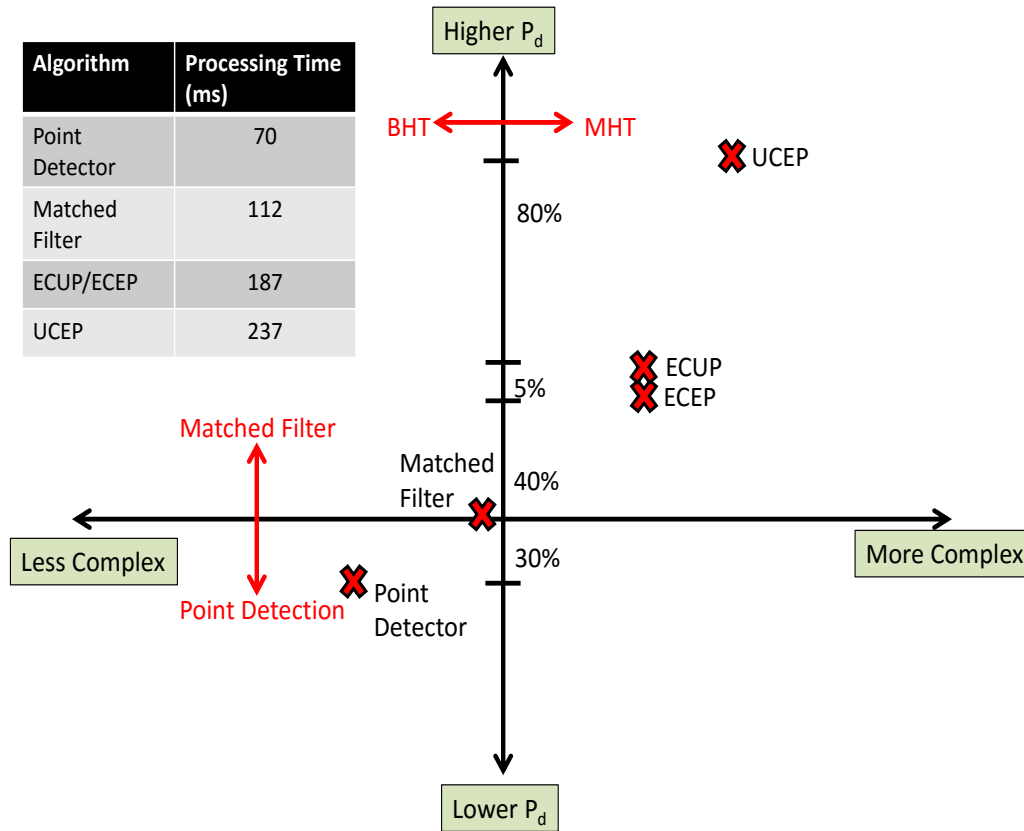 Higher Pd
Algorithm
Processing Time
(ms)
Point
Detector
70
Matched
Filter
112
ECUP/ECEP
187
UCEP
237
BHT
MHT
UCEP
80%
ECUP
5%
ECEP
Matched Filter
Matched
Filter
40%
Less Complex
More Complex
30%
Point Detection
Point
Detector
Lower Pd